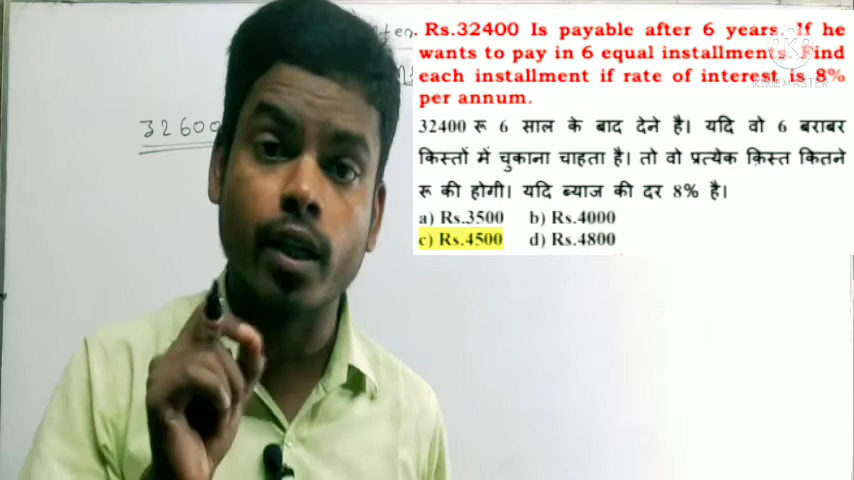 . Rs.32400 Is payable after 6 years. If he
wants to pay in 6 equal installments. Find
each installment if rate of interest is 8%
per annum.
32400 रू 6 साल के बाद देने है। यदि वो 6 बराबर
किस्तों में चुकाना चाहता है। तो वो प्रत्येक क़िस्त कितने
रू की होगी। यदि ब्याज की दर 8% है।
a) Rs.3500 b) Rs.4000
c) Rs.4500 d) Rs.4800
KINEMASTER
32600